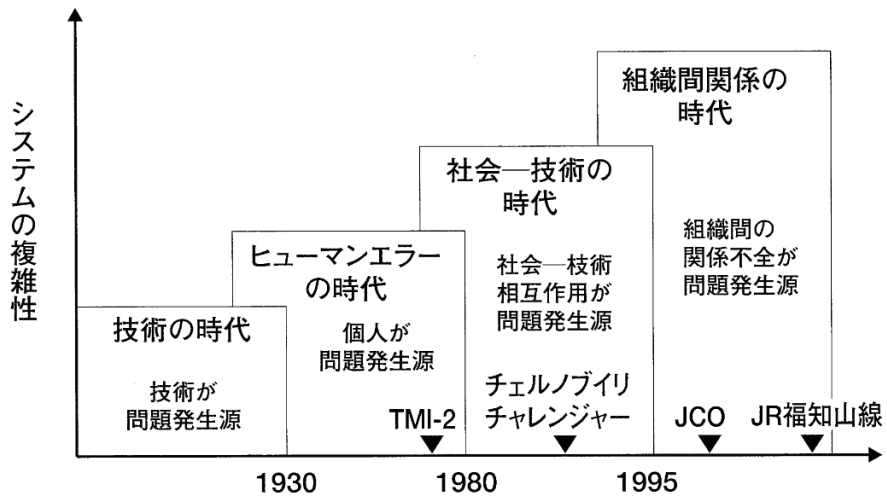 システムの複雑性
技術の時代
技術が
問題発生源
ヒューマンエラー
の時代
個人が
問題発生源
TMI-2
社会―技術の
時代
社会―技術
相互作用が
問題発生源
チェルノブイリ
チャレンジャー
組織間関係の
時代
組織間の
関係不全が
問題発生源
JCO
JR福知山線
1930
1980
1995